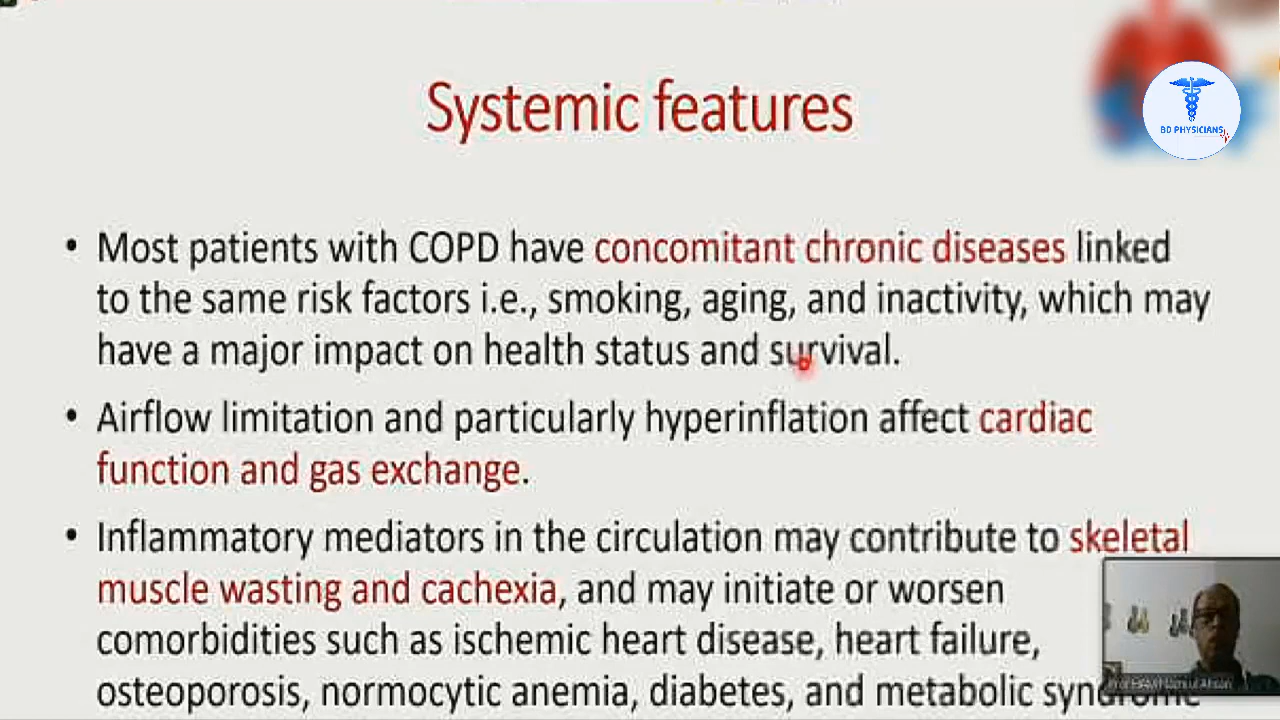 Systemic features
BD PHYSICIANS
• Most patients with COPD have concomitant chronic diseases linked
to the same risk factors i.e., smoking, aging, and inactivity, which may
have a major impact on health status and survival.
• Airflow limitation and particularly hyperinflation affect cardiac
function and gas exchange.
• Inflammatory mediators in the circulation may contribute to skeletal
muscle wasting and cachexia, and may initiate or worsen
comorbidities such as ischemic heart disease, heart failure,
osteoporosis, normocytic anemia, diabetes, and metabolic syndrome